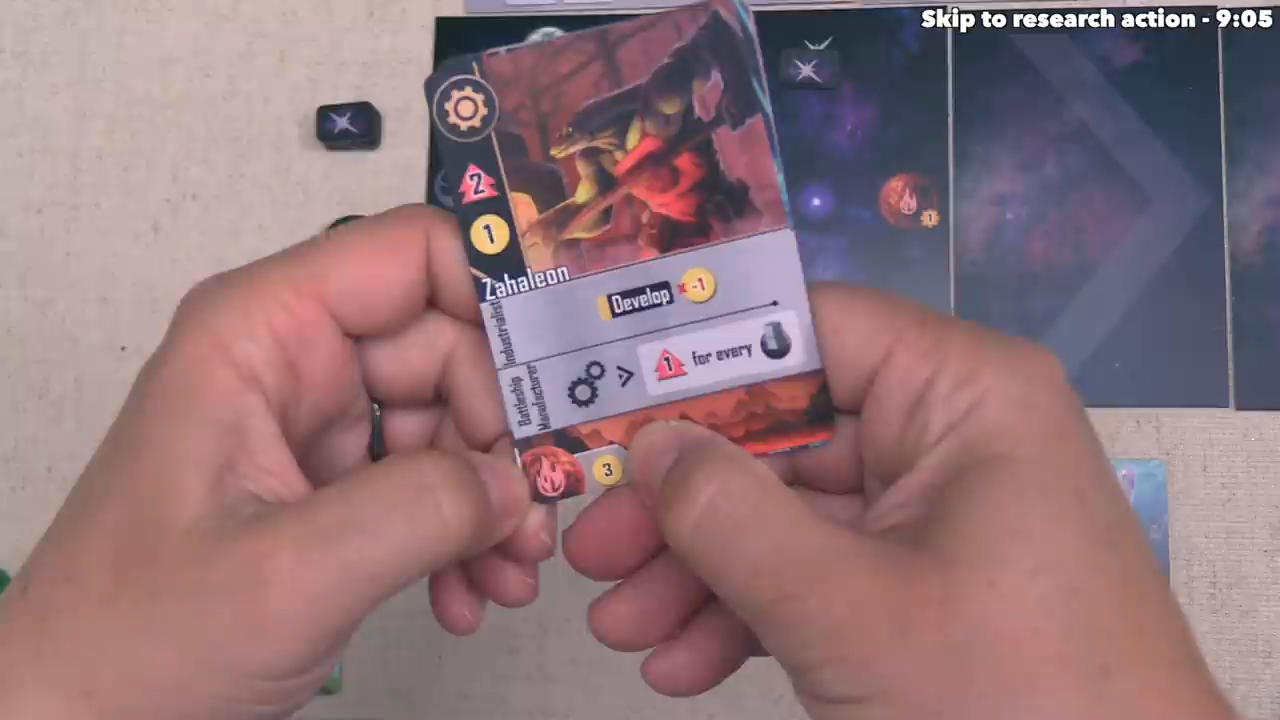 Skip to research action - 9:05
2
1
Zahaleon
Industrialist
Develop x -1
Battleship
Manufacturer
> 1 for every
3
1